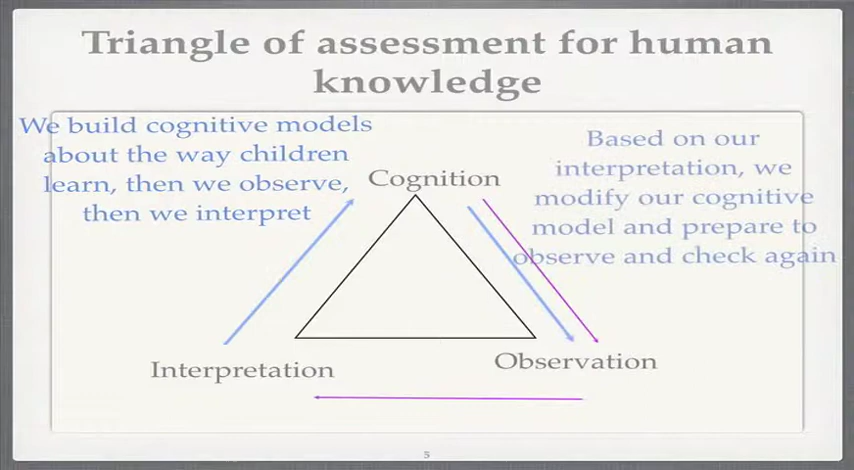 Triangle of assessment for human
knowledge
We build cognitive models
about the way children
learn, then we observe,
then we interpret
Based on our
interpretation, we
modify our cognitive
model and prepare to
observe and check again
Cognition
Interpretation
Observation
5